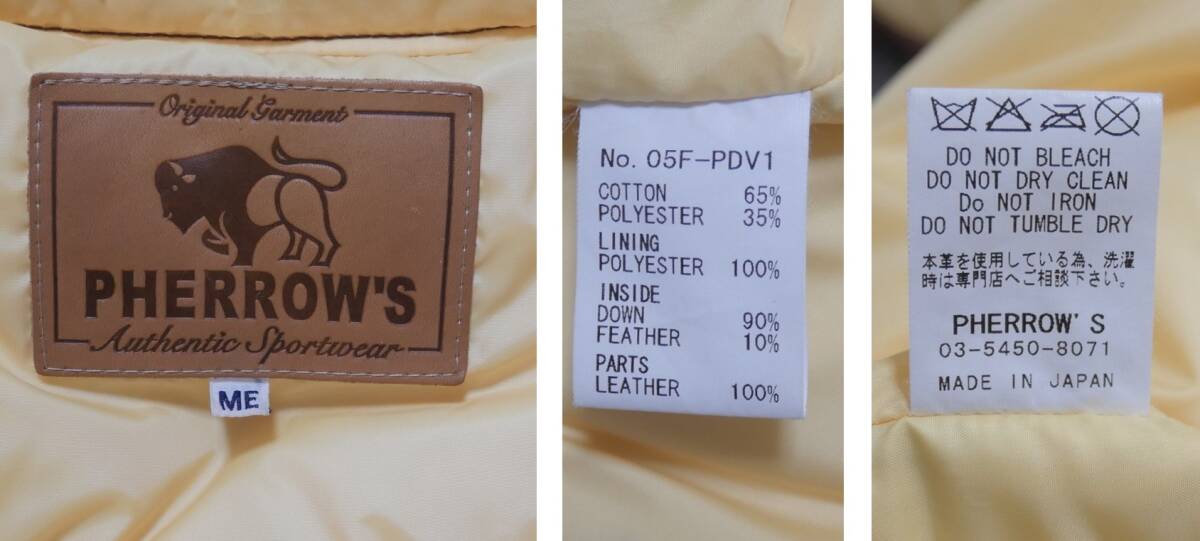 Original Garment
PHERROW'S
Authentic Sportwear
ME
No. 05F-PDV1
COTTON 65%
POLYESTER 35%
LINING
POLYESTER 100%
INSIDE
DOWN 90%
FEATHER 10%
PARTS
LEATHER 100%
DO NOT BLEACH
DO NOT DRY CLEAN
Do NOT IRON
DO NOT TUMBLE DRY
本革を使用している為、洗濯
時は専門店へご相談下さい。
PHERROW'S
03-5450-8071
MADE IN JAPAN